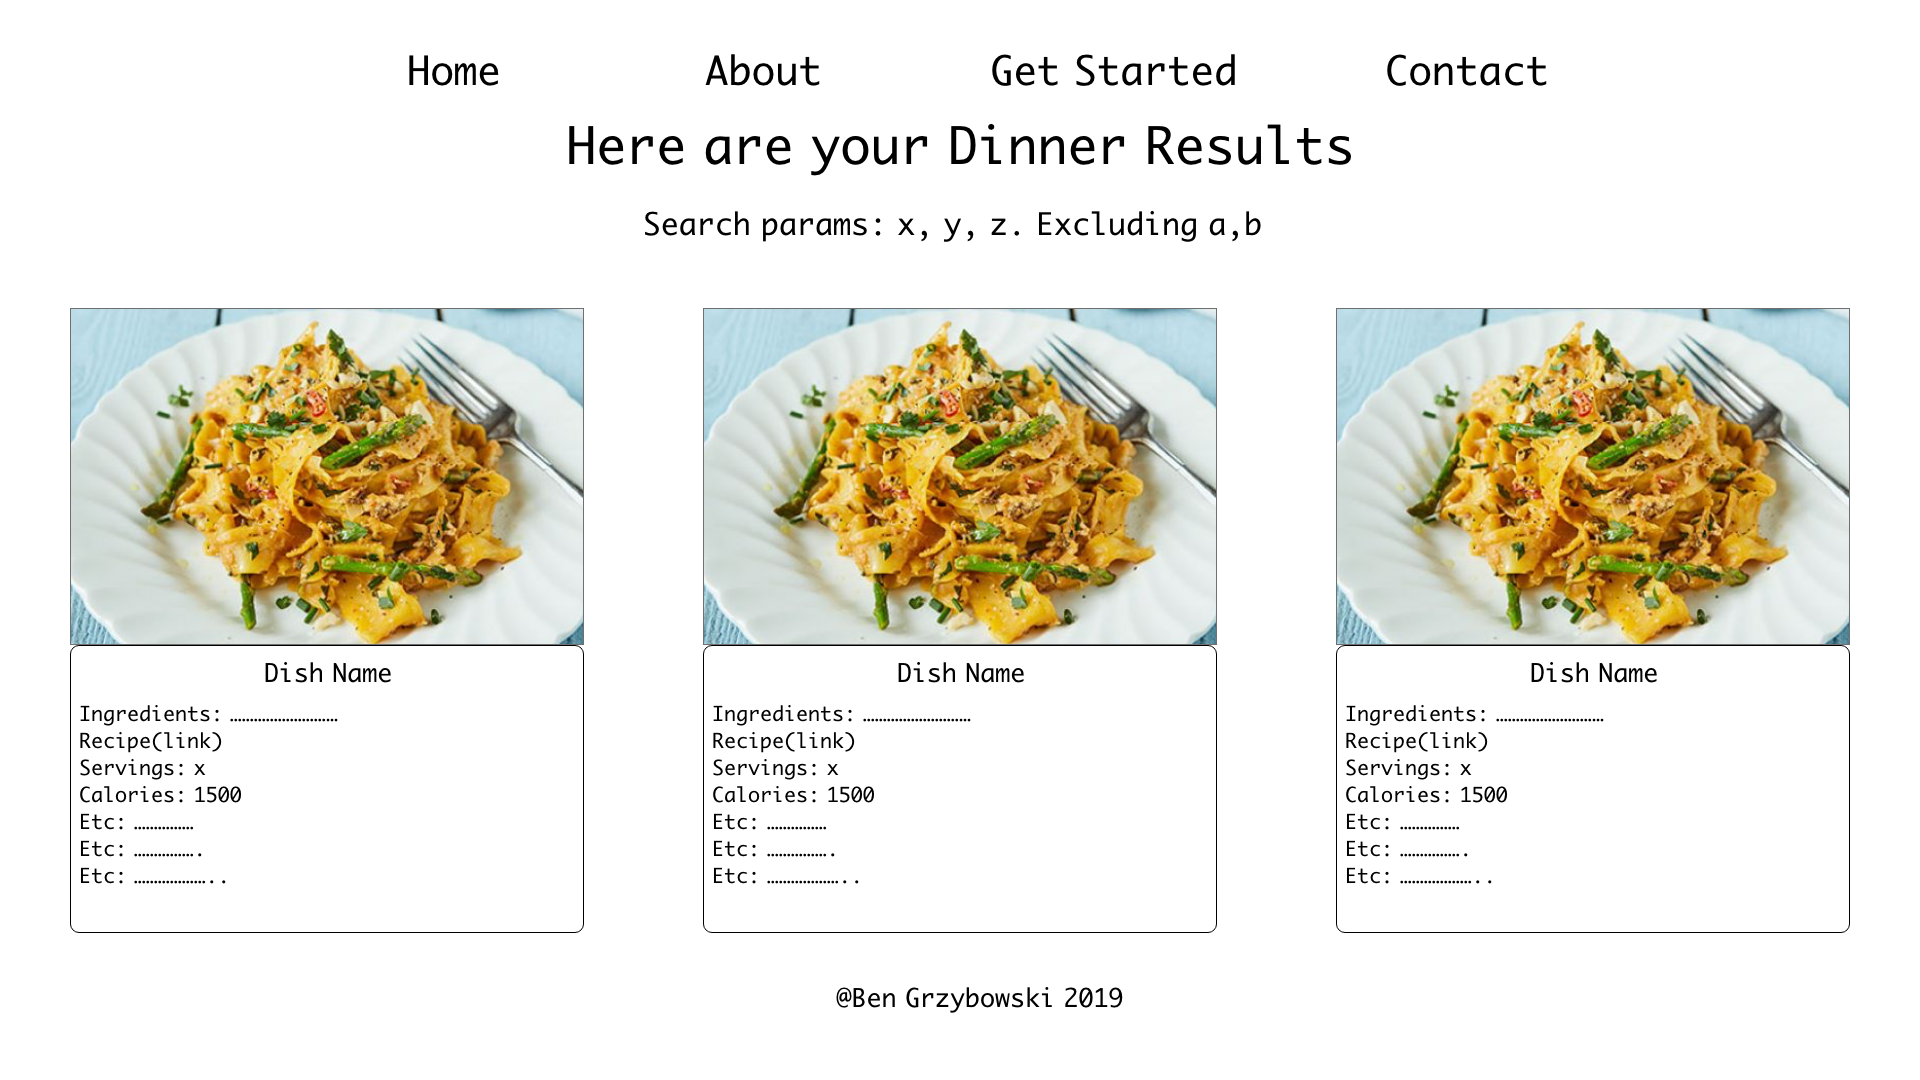 Home About Get Started Contact
Here are your Dinner Results
Search params: x, y, z. Excluding a,b
Dish Name
Ingredients: ………………………
Recipe(link)
Servings: x
Calories: 1500
Etc: ……………
Etc: …………….
Etc: ………………..
Dish Name
Ingredients: ………………………
Recipe(link)
Servings: x
Calories: 1500
Etc: ……………
Etc: …………….
Etc: ………………..
Dish Name
Ingredients: ………………………
Recipe(link)
Servings: x
Calories: 1500
Etc: ……………
Etc: …………….
Etc: ………………..
@Ben Grzybowski 2019